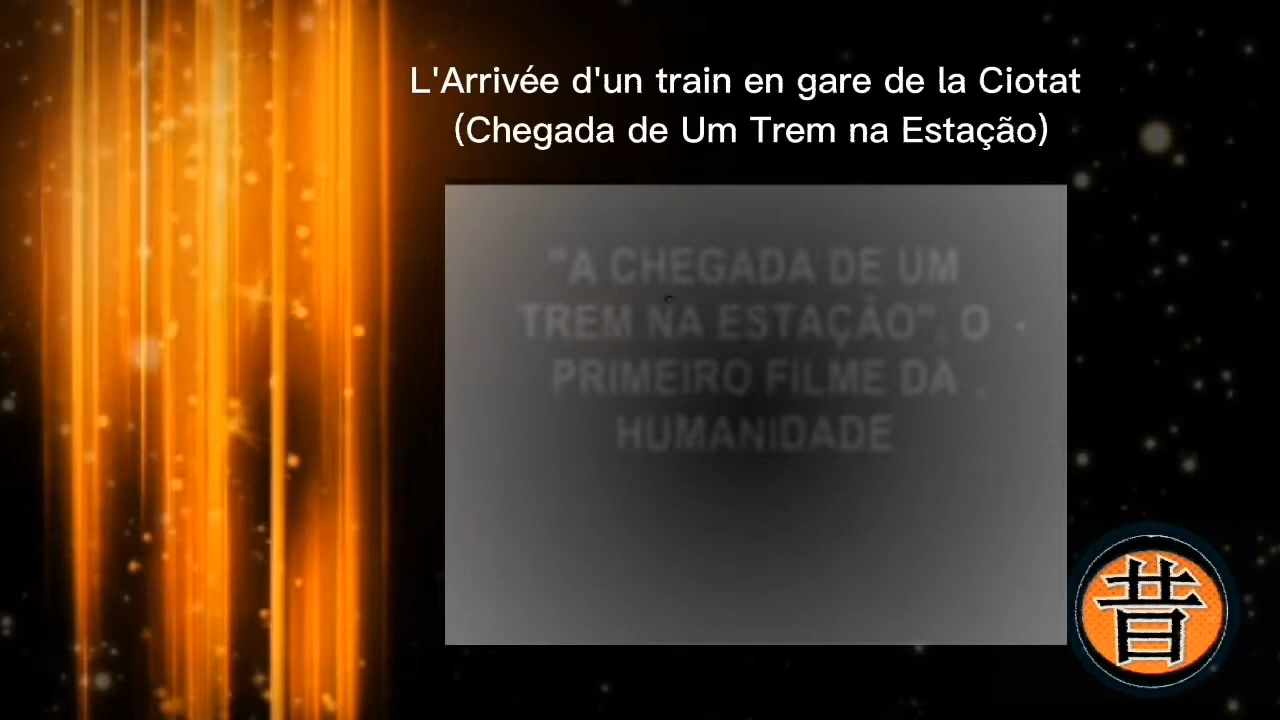 L'Arrivée d'un train en gare de la Ciotat
(Chegada de Um Trem na Estação)
"A CHEGADA DE UM
TREM NA ESTAÇÃO", O
PRIMEIRO FILME DA
HUMANIDADE
昔